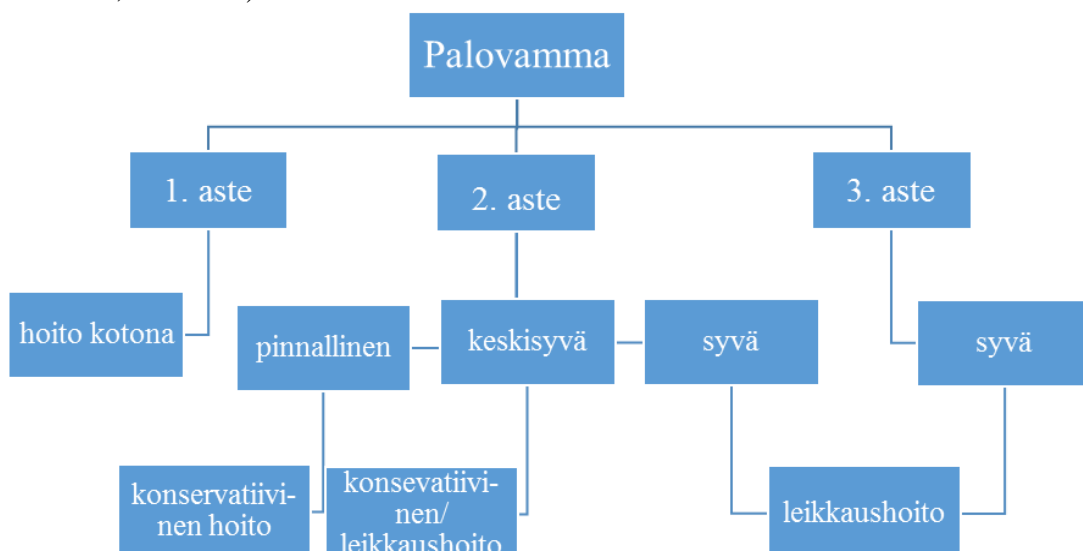 Palovamma
1. aste
2. aste
3. aste
hoito kotona
pinnallinen
keskisyvä
syvä
syvä
konservatiivi-
nen hoito
konsevatiivi-
nen/
leikkaushoito
leikkaushoito